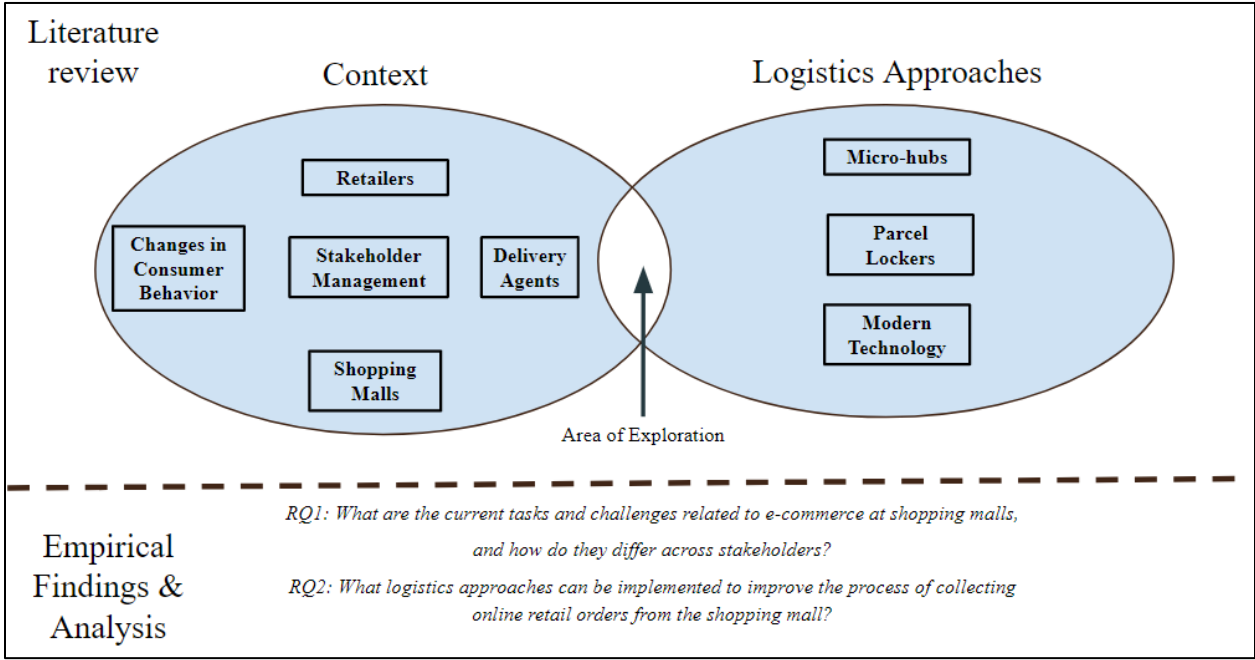 Literature
review
Context
Logistics Approaches
Retailers
Changes in
Consumer
Behavior
Stakeholder
Management
Delivery
Agents
Shopping
Malls
Micro-hubs
Parcel
Lockers
Modern
Technology
Area of Exploration
Empirical
Findings &
Analysis
RQ1: What are the current tasks and challenges related to e-commerce at shopping malls,
and how do they differ across stakeholders?
RQ2: What logistics approaches can be implemented to improve the process of collecting
online retail orders from the shopping mall?